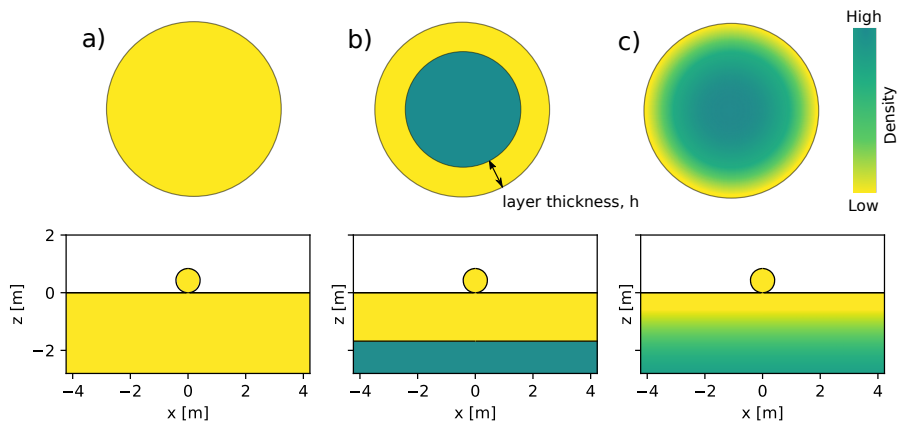 a)
b)
c)
High
Density
Low
layer thickness, h
2
0
−2
z [m]
−4
−2
0
2
4
x [m]
z [m]
−4
−2
0
2
4
x [m]
z [m]
−4
−2
0
2
4
x [m]